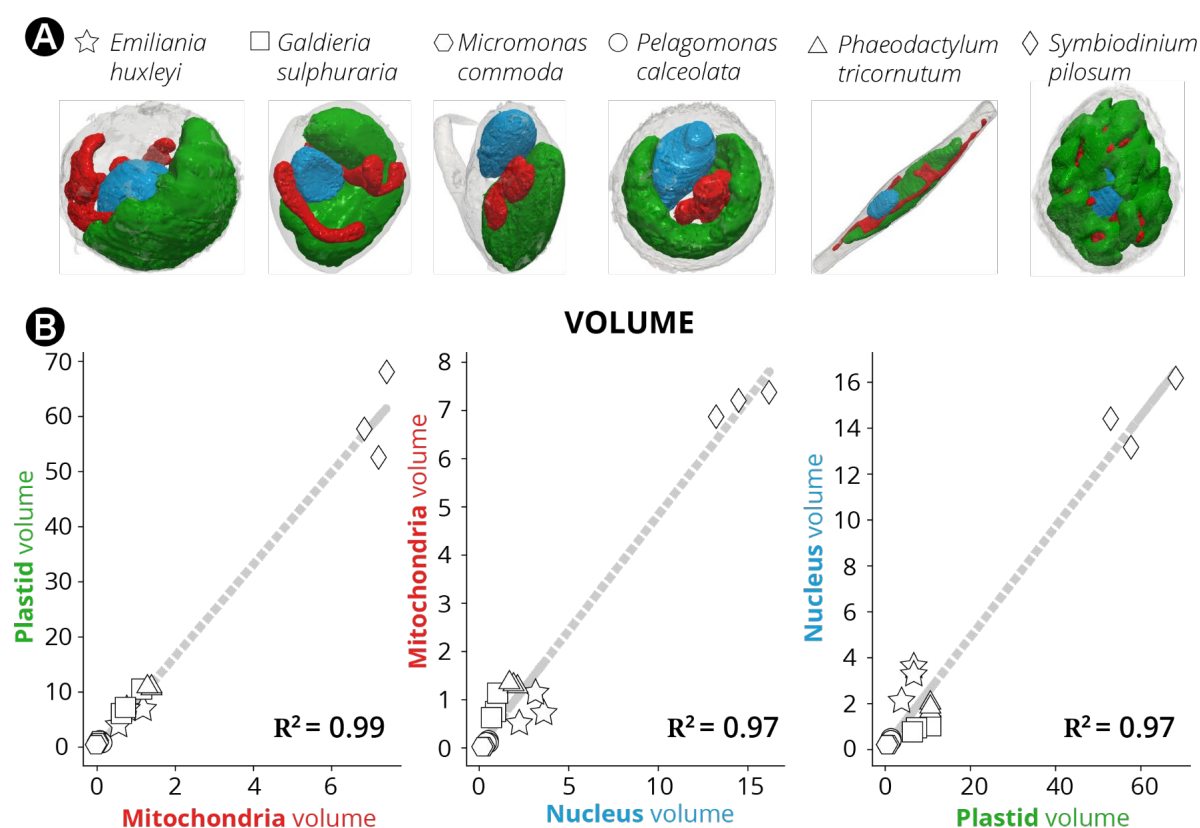 A
Emiliania
huxleyi
Galdieria
sulphuraria
Micromonas
commoda
Pelagomonas
calceolata
Phaeodactylum
tricornutum
Symbiodinium
pilosum
B
VOLUME
Plastid volume
70
60
50
40
30
20
10
0
R² = 0.99
0 2 4 6
Mitochondria volume
Mitochondria volume
8
7
6
5
4
3
2
1
0
R² = 0.97
0 5 10 15
Nucleus volume
Nucleus volume
16
14
12
10
8
6
4
2
0
R² = 0.97
0 20 40 60
Plastid volume